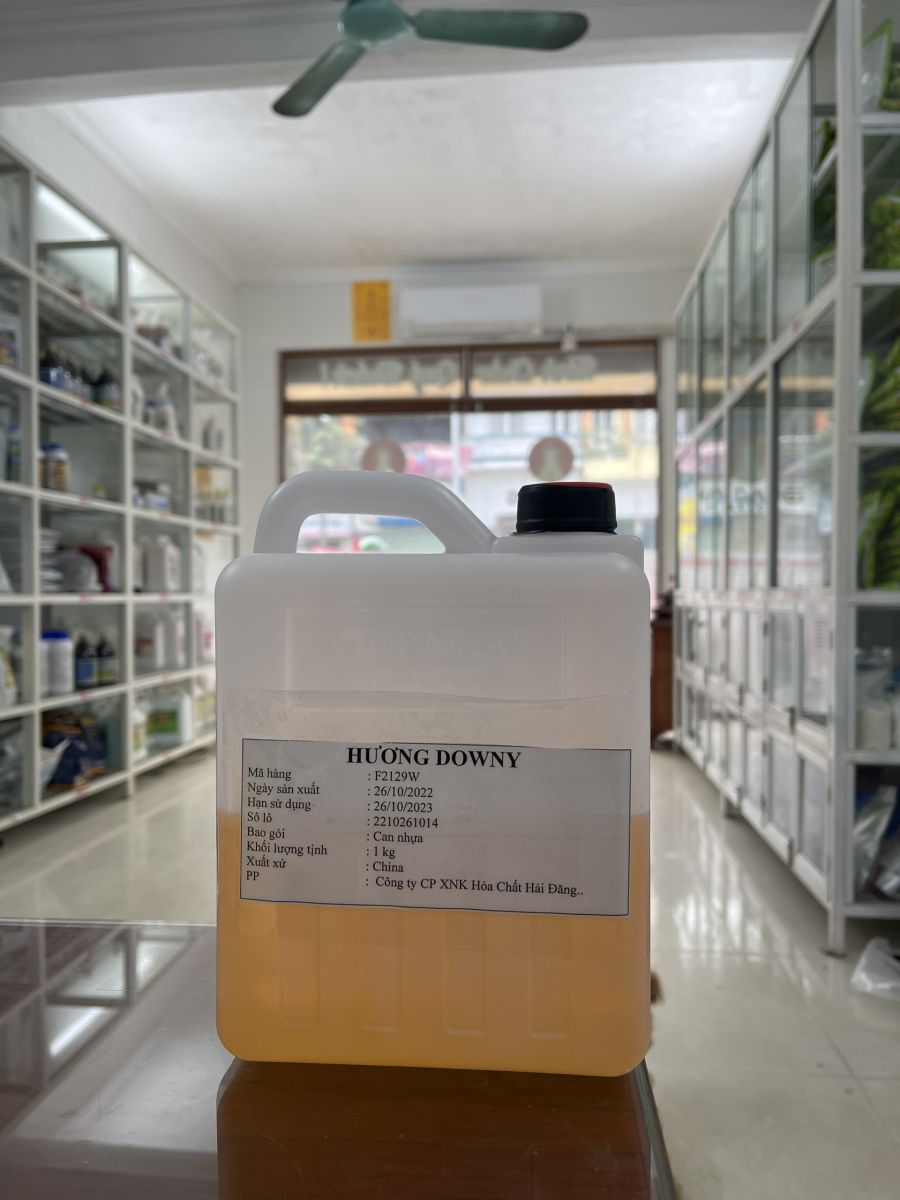 HƯƠNG DOWNY
Mã hàng : F2129W
Ngày sản xuất : 26/10/2022
Hạn sử dụng : 26/10/2023
Số lô : 2210261014
Bao gói : Can nhựa
Khối lượng tịnh : 1 kg
Xuất xứ : China
PP : Công ty CP XNK Hóa Chất Hải Đăng..